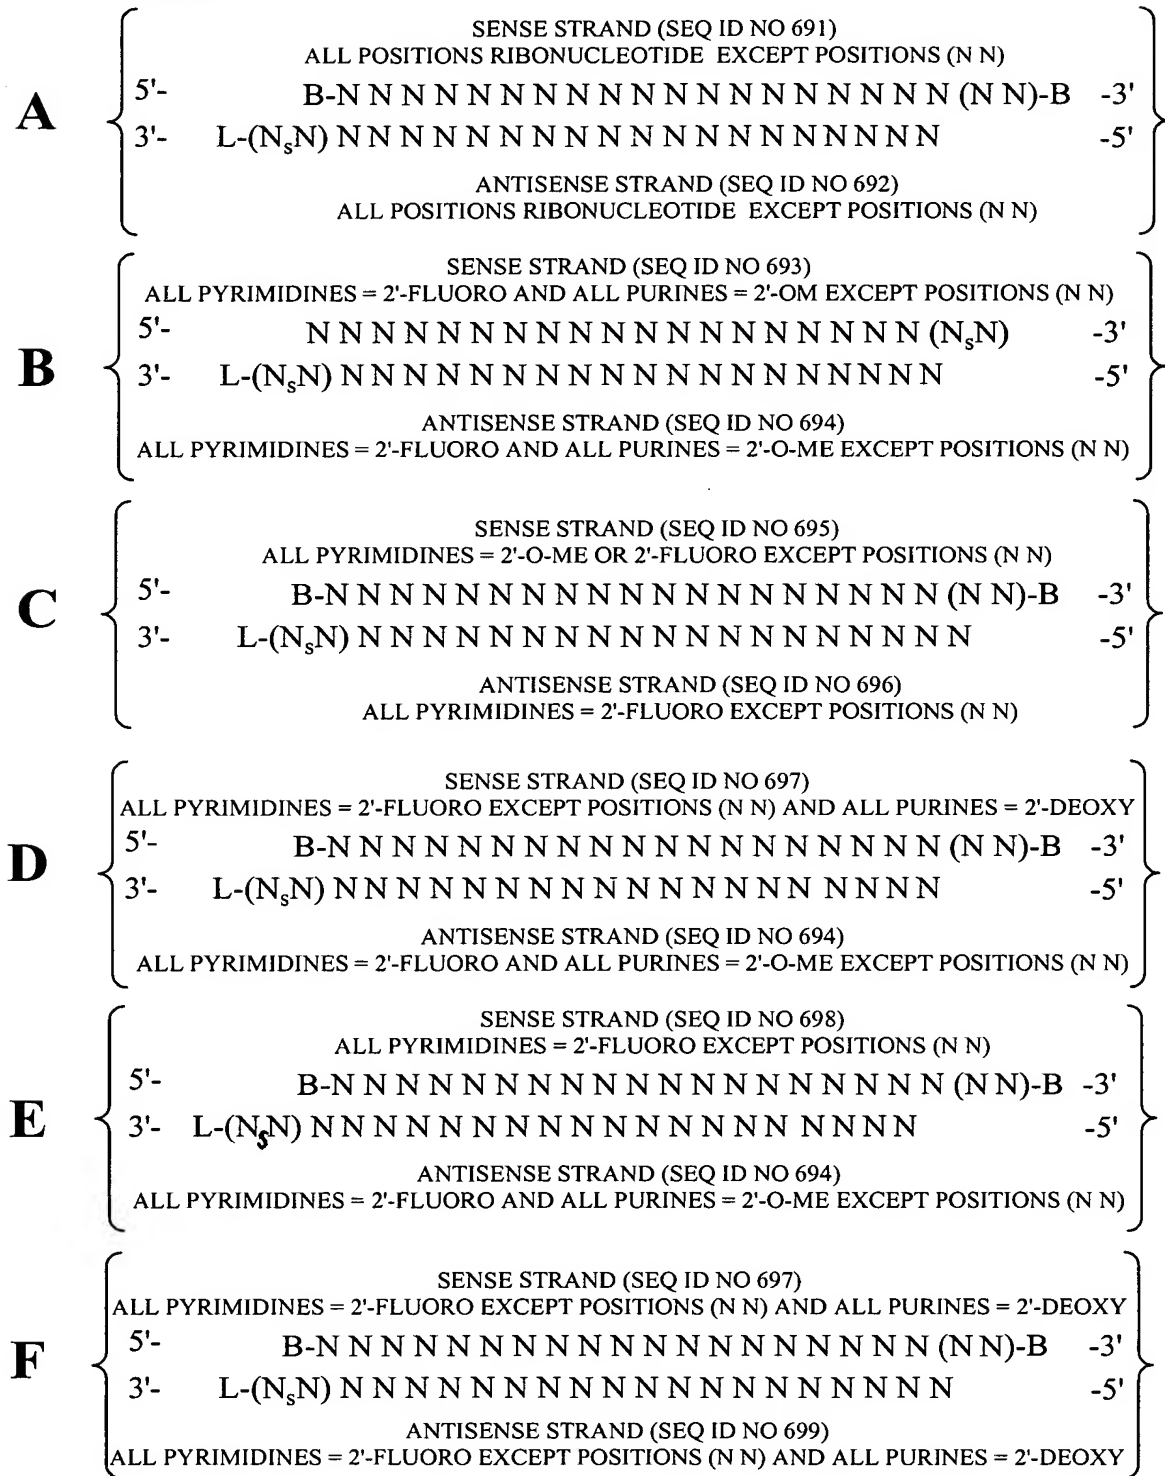 A
SENSE STRAND (SEQ ID NO 691)
ALL POSITIONS RIBONUCLEOTIDE EXCEPT POSITIONS (N N)
5'- B-N N N N N N N N N N N N N N N N N N N (N N)-B -3'
3'- L-(NsN) N N N N N N N N N N N N N N N N N N N -5'
ANTISENSE STRAND (SEQ ID NO 692)
ALL POSITIONS RIBONUCLEOTIDE EXCEPT POSITIONS (N N)
B
SENSE STRAND (SEQ ID NO 693)
ALL PYRIMIDINES = 2'-FLUORO AND ALL PURINES = 2'-OM EXCEPT POSITIONS (N N)
5'- N N N N N N N N N N N N N N N N N N N (NsN) -3'
3'- L-(NsN) N N N N N N N N N N N N N N N N N N N -5'
ANTISENSE STRAND (SEQ ID NO 694)
ALL PYRIMIDINES = 2'-FLUORO AND ALL PURINES = 2'-O-ME EXCEPT POSITIONS (N N)
C
SENSE STRAND (SEQ ID NO 695)
ALL PYRIMIDINES = 2'-O-ME OR 2'-FLUORO EXCEPT POSITIONS (N N)
5'- B-N N N N N N N N N N N N N N N N N N N (N N)-B -3'
3'- L-(NsN) N N N N N N N N N N N N N N N N N N N -5'
ANTISENSE STRAND (SEQ ID NO 696)
ALL PYRIMIDINES = 2'-FLUORO EXCEPT POSITIONS (N N)
D
SENSE STRAND (SEQ ID NO 697)
ALL PYRIMIDINES = 2'-FLUORO EXCEPT POSITIONS (N N) AND ALL PURINES = 2'-DEOXY
5'- B-N N N N N N N N N N N N N N N N N N N (N N)-B -3'
3'- L-(NsN) N N N N N N N N N N N N N N N N N N N -5'
ANTISENSE STRAND (SEQ ID NO 694)
ALL PYRIMIDINES = 2'-FLUORO AND ALL PURINES = 2'-O-ME EXCEPT POSITIONS (N N)
E
SENSE STRAND (SEQ ID NO 698)
ALL PYRIMIDINES = 2'-FLUORO EXCEPT POSITIONS (N N)
5'- B-N N N N N N N N N N N N N N N N N N N (N N)-B -3'
3'- L-(NsN) N N N N N N N N N N N N N N N N N N N -5'
ANTISENSE STRAND (SEQ ID NO 694)
ALL PYRIMIDINES = 2'-FLUORO AND ALL PURINES = 2'-O-ME EXCEPT POSITIONS (N N)
F
SENSE STRAND (SEQ ID NO 697)
ALL PYRIMIDINES = 2'-FLUORO EXCEPT POSITIONS (N N) AND ALL PURINES = 2'-DEOXY
5'- B-N N N N N N N N N N N N N N N N N N N (N N)-B -3'
3'- L-(NsN) N N N N N N N N N N N N N N N N N N N -5'
ANTISENSE STRAND (SEQ ID NO 699)
ALL PYRIMIDINES = 2'-FLUORO EXCEPT POSITIONS (N N) AND ALL PURINES = 2'-DEOXY